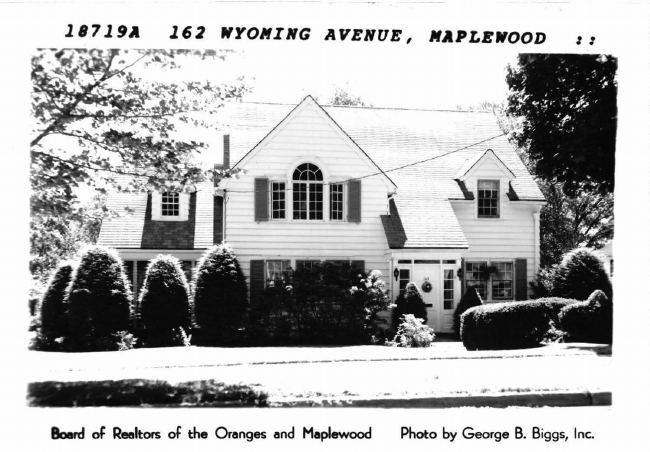 18719A 162 WYOMING AVENUE, MAPLEWOOD ::
Board of Realtors of the Oranges and Maplewood Photo by George B. Biggs, Inc.